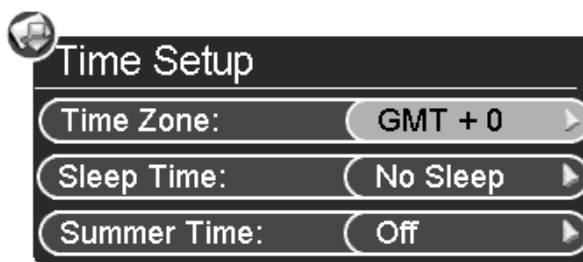 Time Setup
Time Zone: GMT + 0
Sleep Time: No Sleep
Summer Time: Off